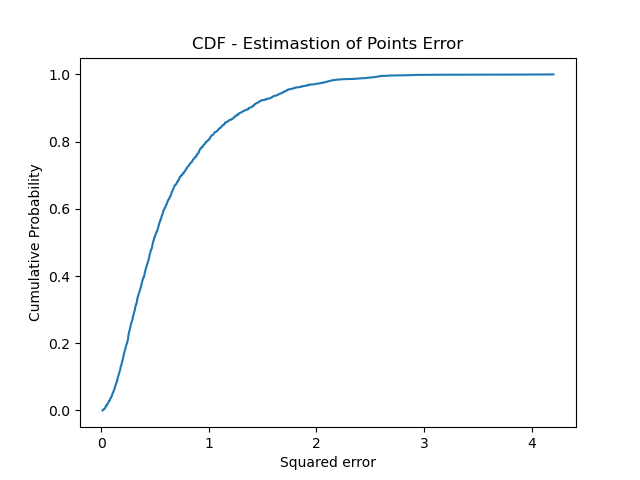 CDF - Estimastion of Points Error
1.0
0.8
0.6
0.4
0.2
0.0
Cumulative Probability
0 1 2 3 4
Squared error